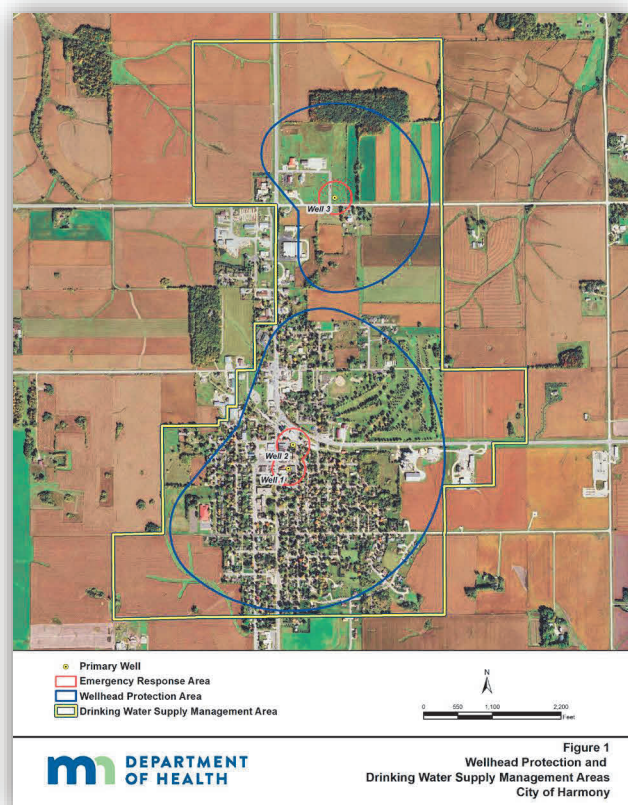 Well 3
Well 2
Well 1
Primary Well
Emergency Response Area
Wellhead Protection Area
Drinking Water Supply Management Area
N
0 550 1,100 2,200
Feet
Figure 1
Wellhead Protection and
Drinking Water Supply Management Areas
City of Harmony
mn DEPARTMENT
OF HEALTH